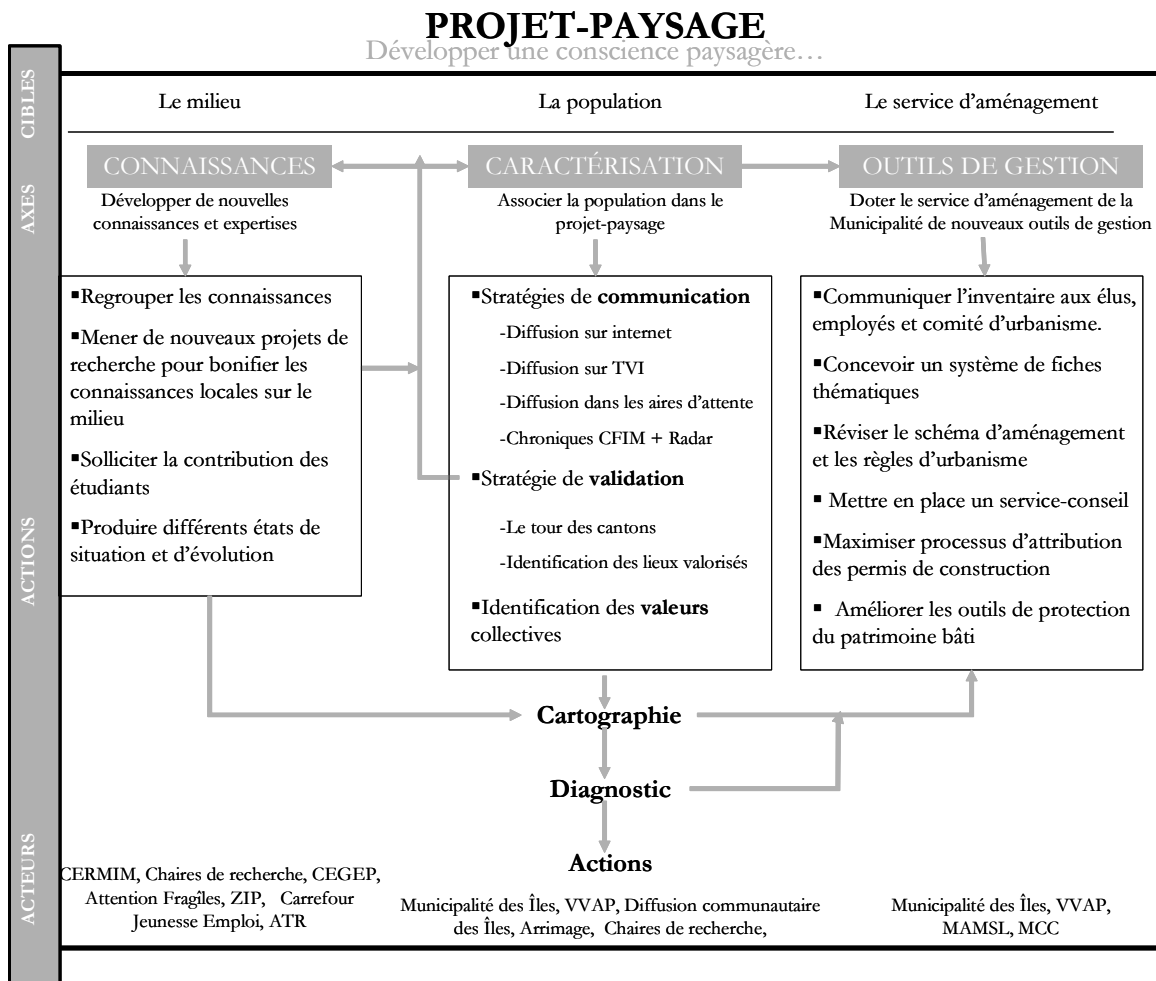 PROJET-PAYSAGE
Développer une conscience paysagère…
CIBLES
Le milieu
La population
Le service d'aménagement
AXES
CONNAISSANCES
Développer de nouvelles
connaissances et expertises
CARACTÉRISATION
Associer la population dans le
projet-paysage
OUTILS DE GESTION
Doter le service d'aménagement de la
Municipalité de nouveaux outils de gestion
ACTIONS
▪Regrouper les connaissances
▪Mener de nouveaux projets de
recherche pour bonifier les
connaissances locales sur le
milieu
▪Solliciter la contribution des
étudiants
▪Produire différents états de
situation et d'évolution
▪Stratégies de communication
-Diffusion sur internet
-Diffusion sur TVI
-Diffusion dans les aires d'attente
-Chroniques CFIM + Radar
▪Stratégie de validation
-Le tour des cantons
-Identification des lieux valorisés
▪Identification des valeurs
collectives
▪Communiquer l'inventaire aux élus,
employés et comité d'urbanisme.
▪Concevoir un système de fiches
thématiques
▪Réviser le schéma d'aménagement
et les règles d'urbanisme
▪ Mettre en place un service-conseil
▪Maximiser processus d'attribution
des permis de construction
▪ Améliorer les outils de protection
du patrimoine bâti
Cartographie
Diagnostic
Actions
ACTEURS
CERMIM, Chaires de recherche, CEGEP,
Attention Fragîles, ZIP, Carrefour
Jeunesse Emploi, ATR
Municipalité des Îles, VVAP, Diffusion communautaire
des Îles, Arrimage, Chaires de recherche,
Municipalité des Îles, VVAP,
MAMSL, MCC